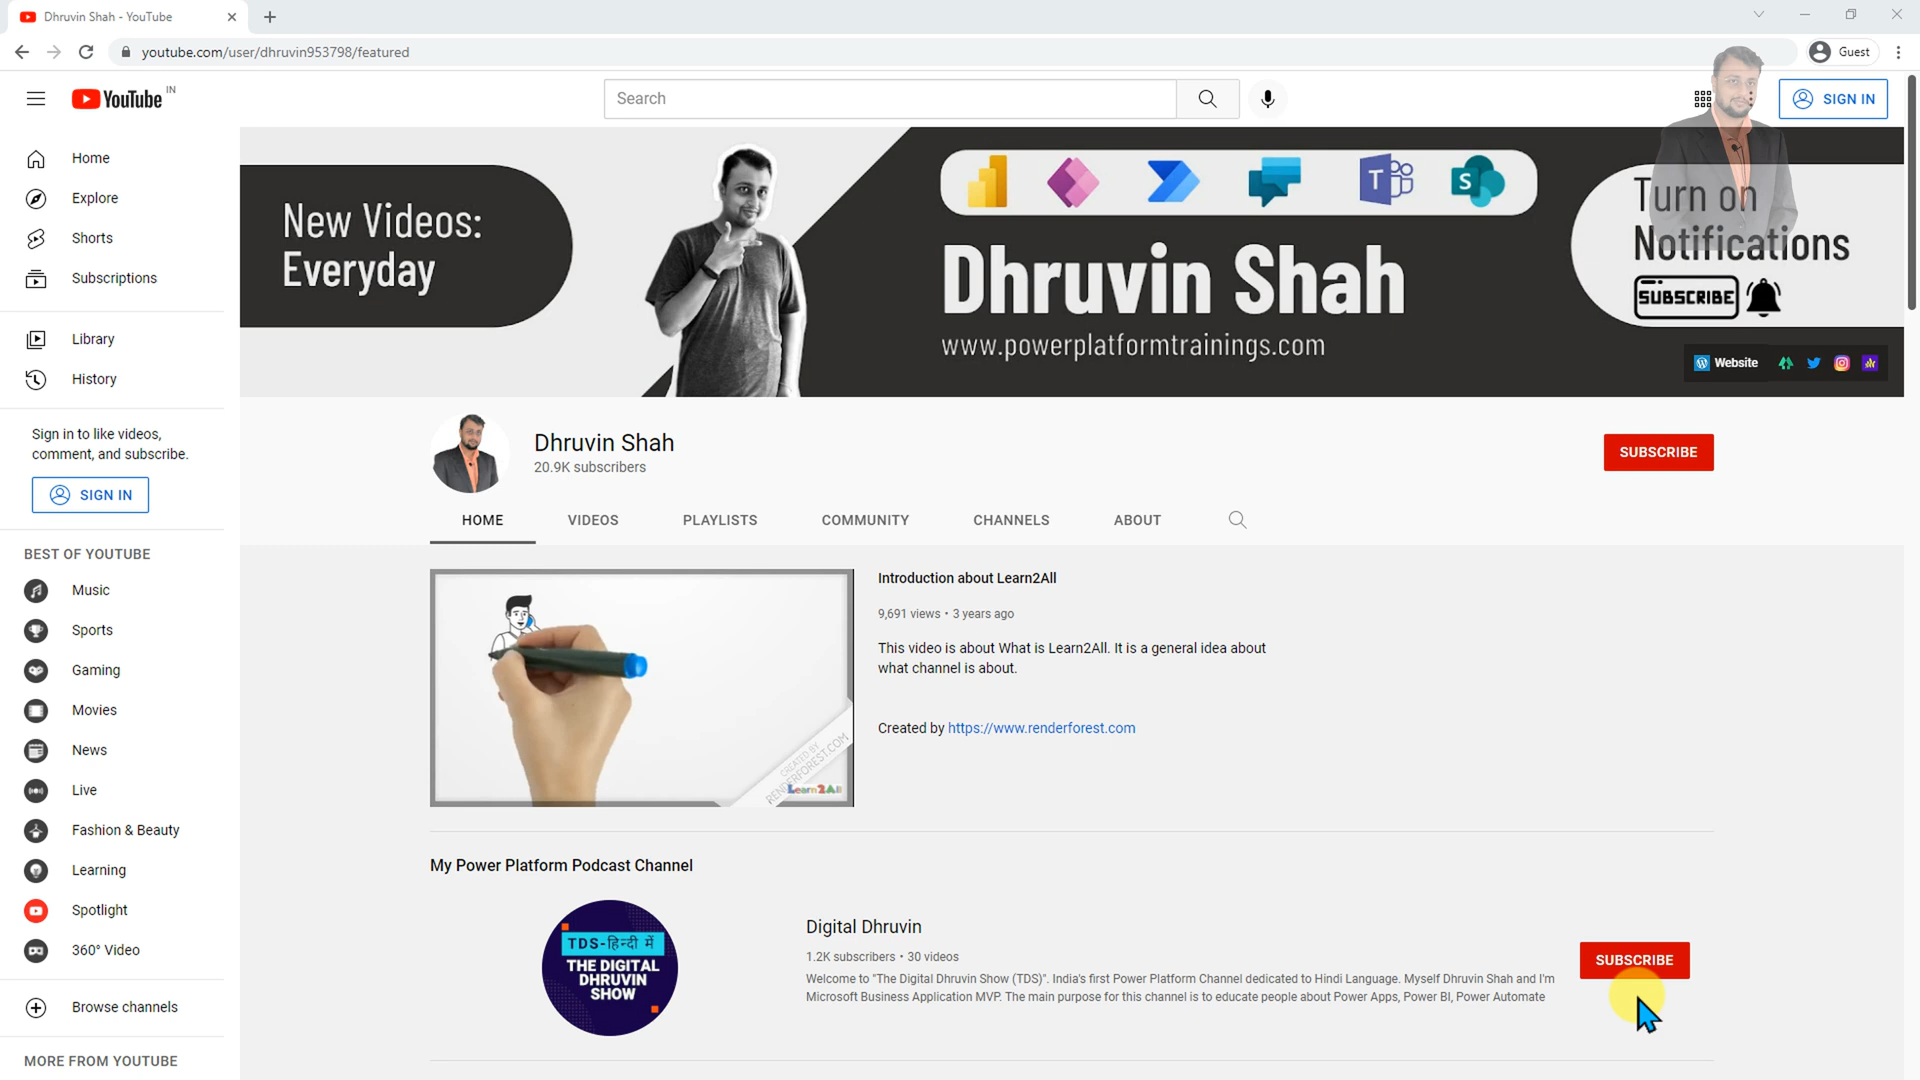 Dhruvin Shah - YouTube
youtube.com/user/dhruvin953798/featured
Guest
YouTube IN
Search
SIGN IN
Home
Explore
Shorts
Subscriptions
Library
History
Sign in to like videos,
comment, and subscribe.
SIGN IN
BEST OF YOUTUBE
Music
Sports
Gaming
Movies
News
Live
Fashion & Beauty
Learning
Spotlight
360° Video
Browse channels
MORE FROM YOUTUBE
New Videos:
Everyday
T
S
Dhruvin Shah
www.powerplatformtrainings.com
Turn on
Notifications
SUBSCRIBE
Website
Dhruvin Shah
20.9K subscribers
SUBSCRIBE
HOME
VIDEOS
PLAYLISTS
COMMUNITY
CHANNELS
ABOUT
CREATED BY
RENDERFOREST.COM
Learn2All
Introduction about Learn2All
9,691 views • 3 years ago
This video is about What is Learn2All. It is a general idea about
what channel is about.
Created by https://www.renderforest.com
My Power Platform Podcast Channel
TDS-हिन्दी में
THE DIGITAL
DHRUVIN
SHOW
Digital Dhruvin
1.2K subscribers • 30 videos
Welcome to "The Digital Dhruvin Show (TDS)". India's first Power Platform Channel dedicated to Hindi Language. Myself Dhruvin Shah and I'm
Microsoft Business Application MVP. The main purpose for this channel is to educate people about Power Apps, Power BI, Power Automate
SUBSCRIBE